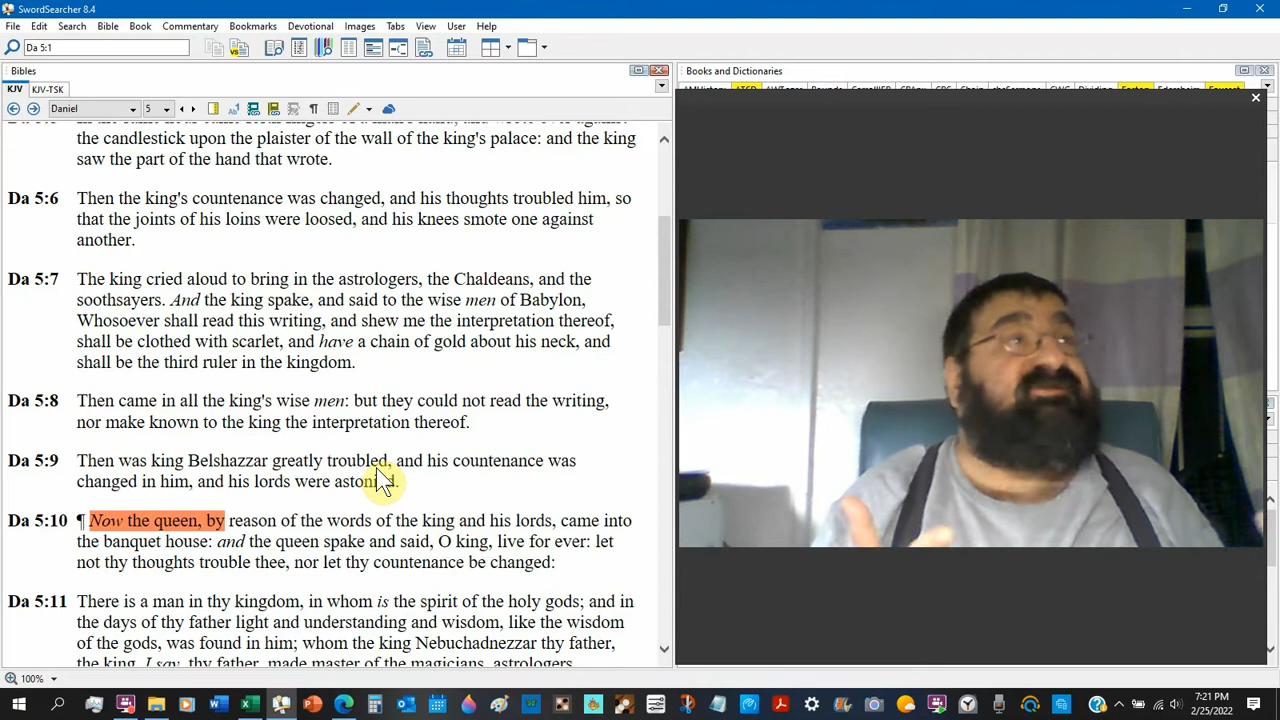 SwordSearcher 8.4
File Edit Search Bible Book Commentary Bookmarks Devotional Images Tabs View User Help
Da 5:1
Bibles
Books and Dictionaries
KJV KJV-TSK
Daniel 5
the candlestick upon the plaister of the wall of the king's palace: and the king
saw the part of the hand that wrote.
Da 5:6 Then the king's countenance was changed, and his thoughts troubled him, so
that the joints of his loins were loosed, and his knees smote one against
another.
Da 5:7 The king cried aloud to bring in the astrologers, the Chaldeans, and the
soothsayers. And the king spake, and said to the wise men of Babylon,
Whosoever shall read this writing, and shew me the interpretation thereof,
shall be clothed with scarlet, and have a chain of gold about his neck, and
shall be the third ruler in the kingdom.
Da 5:8 Then came in all the king's wise men: but they could not read the writing,
nor make known to the king the interpretation thereof.
Da 5:9 Then was king Belshazzar greatly troubled, and his countenance was
changed in him, and his lords were astonied.
Da 5:10 ¶ Now the queen, by reason of the words of the king and his lords, came into
the banquet house: and the queen spake and said, O king, live for ever: let
not thy thoughts trouble thee, nor let thy countenance be changed:
Da 5:11 There is a man in thy kingdom, in whom is the spirit of the holy gods; and in
the days of thy father light and understanding and wisdom, like the wisdom
of the gods, was found in him; whom the king Nebuchadnezzar thy father,
the king, I say, thy father, made master of the magicians, astrologers,
100%
7:21 PM
2/25/2022